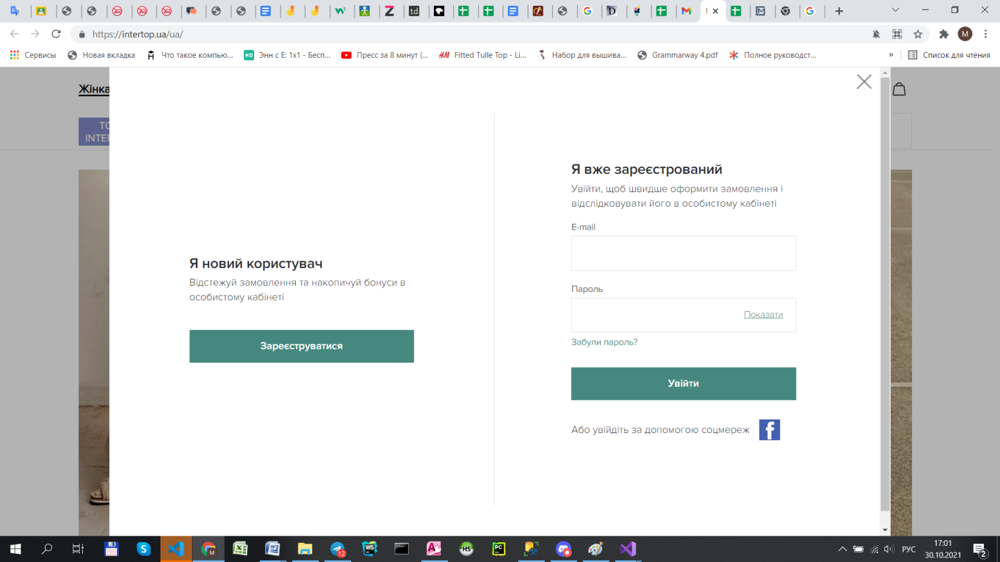 https://intertop.ua/ua/
M
Сервисы
Новая вкладка
Что такое компью...
Энн с Е: 1х1 - Бесп...
Пресс за 8 минут (...
Fitted Tulle Top - Li...
Набор для вышива...
Grammarway 4.pdf
Полное руководст...
»
Список для чтения
Жінка
TO
INTER
Я новий користувач
Відстежуй замовлення та накопичуй бонуси в
особистому кабінеті
Зареєструватися
Я вже зареєстрований
Увійти, щоб швидше оформити замовлення і
відслідковувати його в особистому кабінеті
E-mail
Пароль
Показати
Забули пароль?
Увійти
Або увійдіть за допомогою соцмереж
РУС
17:01
30.10.2021
2
12